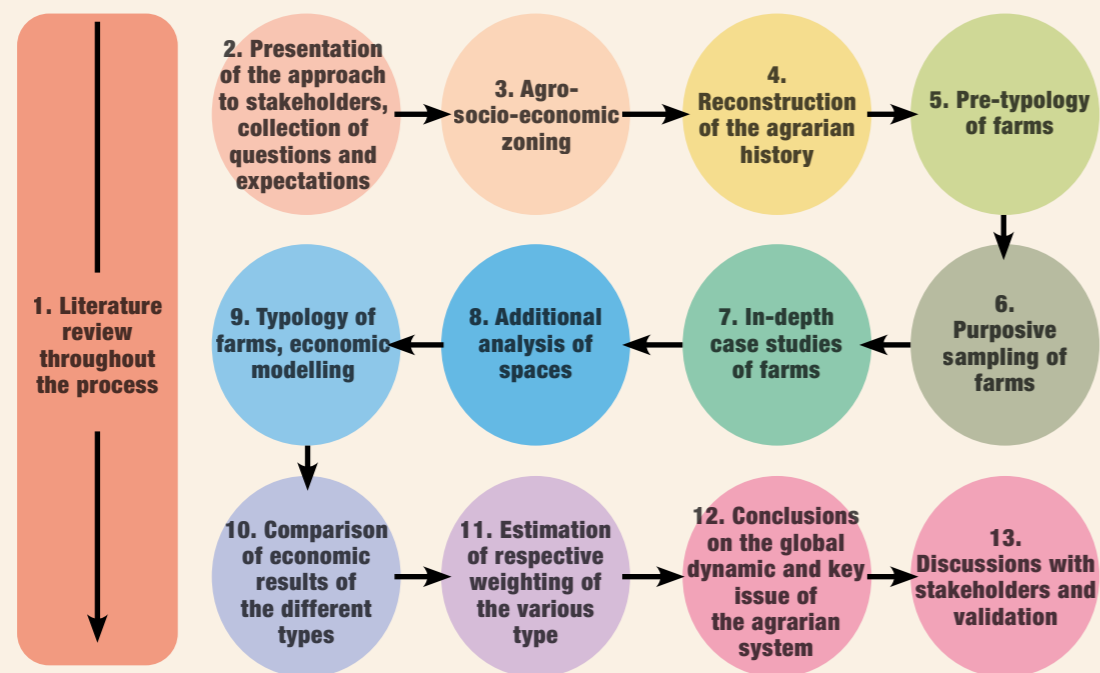 1. Literature
review
throughout
the process
2. Presentation
of the approach
to stakeholders,
collection of
questions and
expectations
3. Agro-
socio-economic
zoning
4.
Reconstruction
of the agrarian
history
5. Pre-typology
of farms
6.
Purposive
sampling of
farms
7. In-depth
case studies
of farms
8. Additional
analysis of
spaces
9. Typology of
farms, economic
modelling
10. Comparison
of economic
results of
the different
types
11. Estimation
of respective
weighting of
the various
type
12. Conclusions
on the global
dynamic and key
issue of
the agrarian
system
13.
Discussions with
stakeholders and
validation